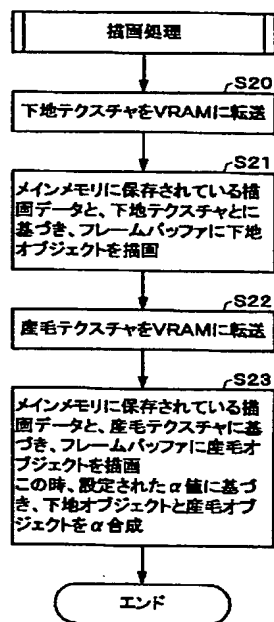 描画処理
S20
下地テクスチャをVRAMに転送
S21
メインメモリに保存されている描
画データと、下地テクスチャとに
基づき、フレームバッファに下地
オブジェクトを描画
S22
産毛テクスチャをVRAMに転送
S23
メインメモリに保存されている描
画データと、産毛テクスチャに基
づき、フレームバッファに産毛オ
ブジェクトを描画
この時、設定されたα値に基づ
き、下地オブジェクトと産毛オブ
ジェクトをα合成
エンド